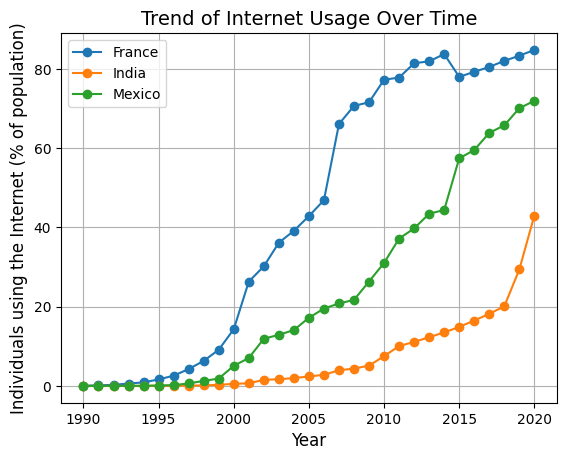 Trend of Internet Usage Over Time
France
India
Mexico
Individuals using the Internet (% of population)
80
60
40
20
0
1990 1995 2000 2005 2010 2015 2020
Year